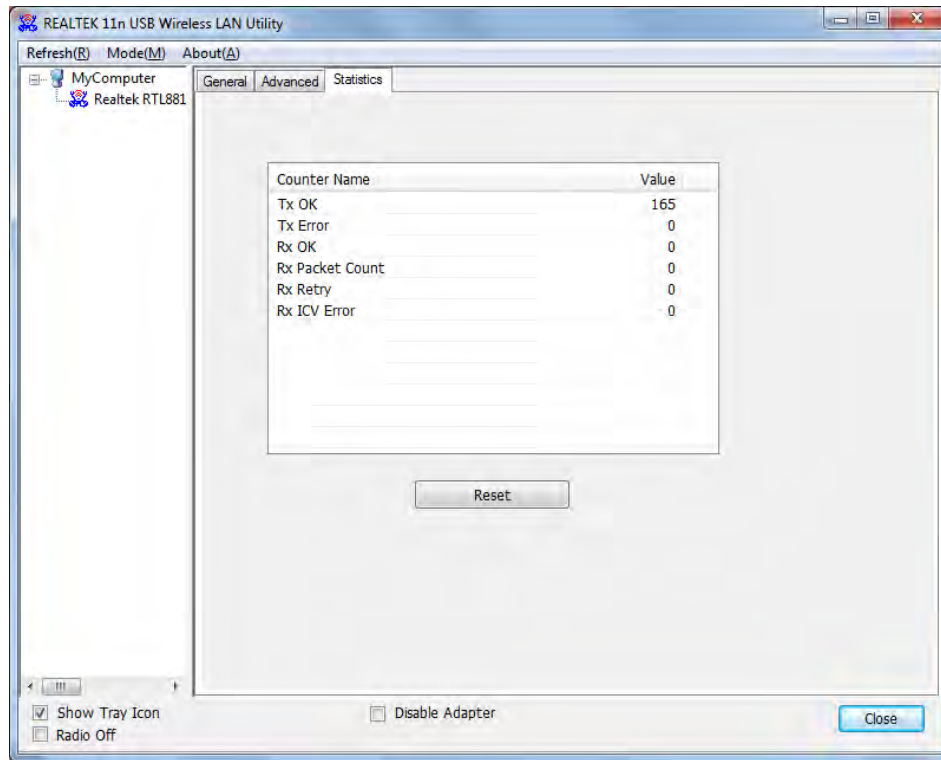 REALTEK 11n USB Wireless LAN Utility
Refresh(R) Mode(M) About(A)
MyComputer
Realtek RTL881
General Advanced Statistics
Counter Name Value
Tx OK 165
Tx Error 0
Rx OK 0
Rx Packet Count 0
Rx Retry 0
Rx ICV Error 0
Reset
Show Tray Icon
Radio Off
Disable Adapter
Close